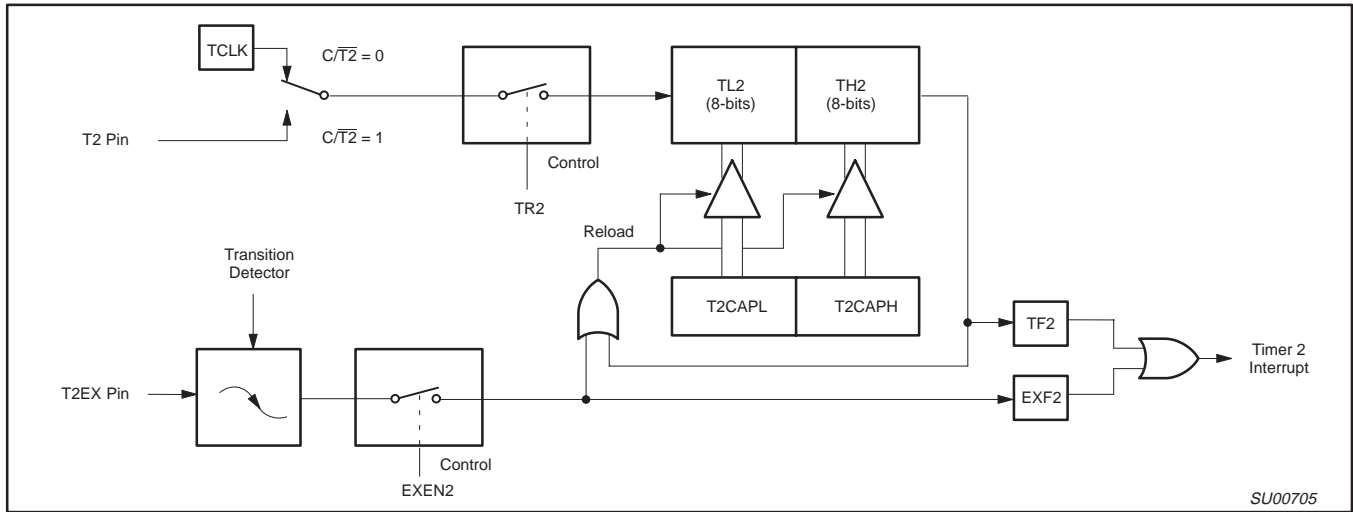 TCLK
C/T2 = 0
T2 Pin
C/T2 = 1
Control
TR2
TL2
(8-bits)
TH2
(8-bits)
Reload
Transition
Detector
T2CAPL
T2CAPH
TF2
Timer 2
Interrupt
T2EX Pin
EXF2
Control
EXEN2
SU00705